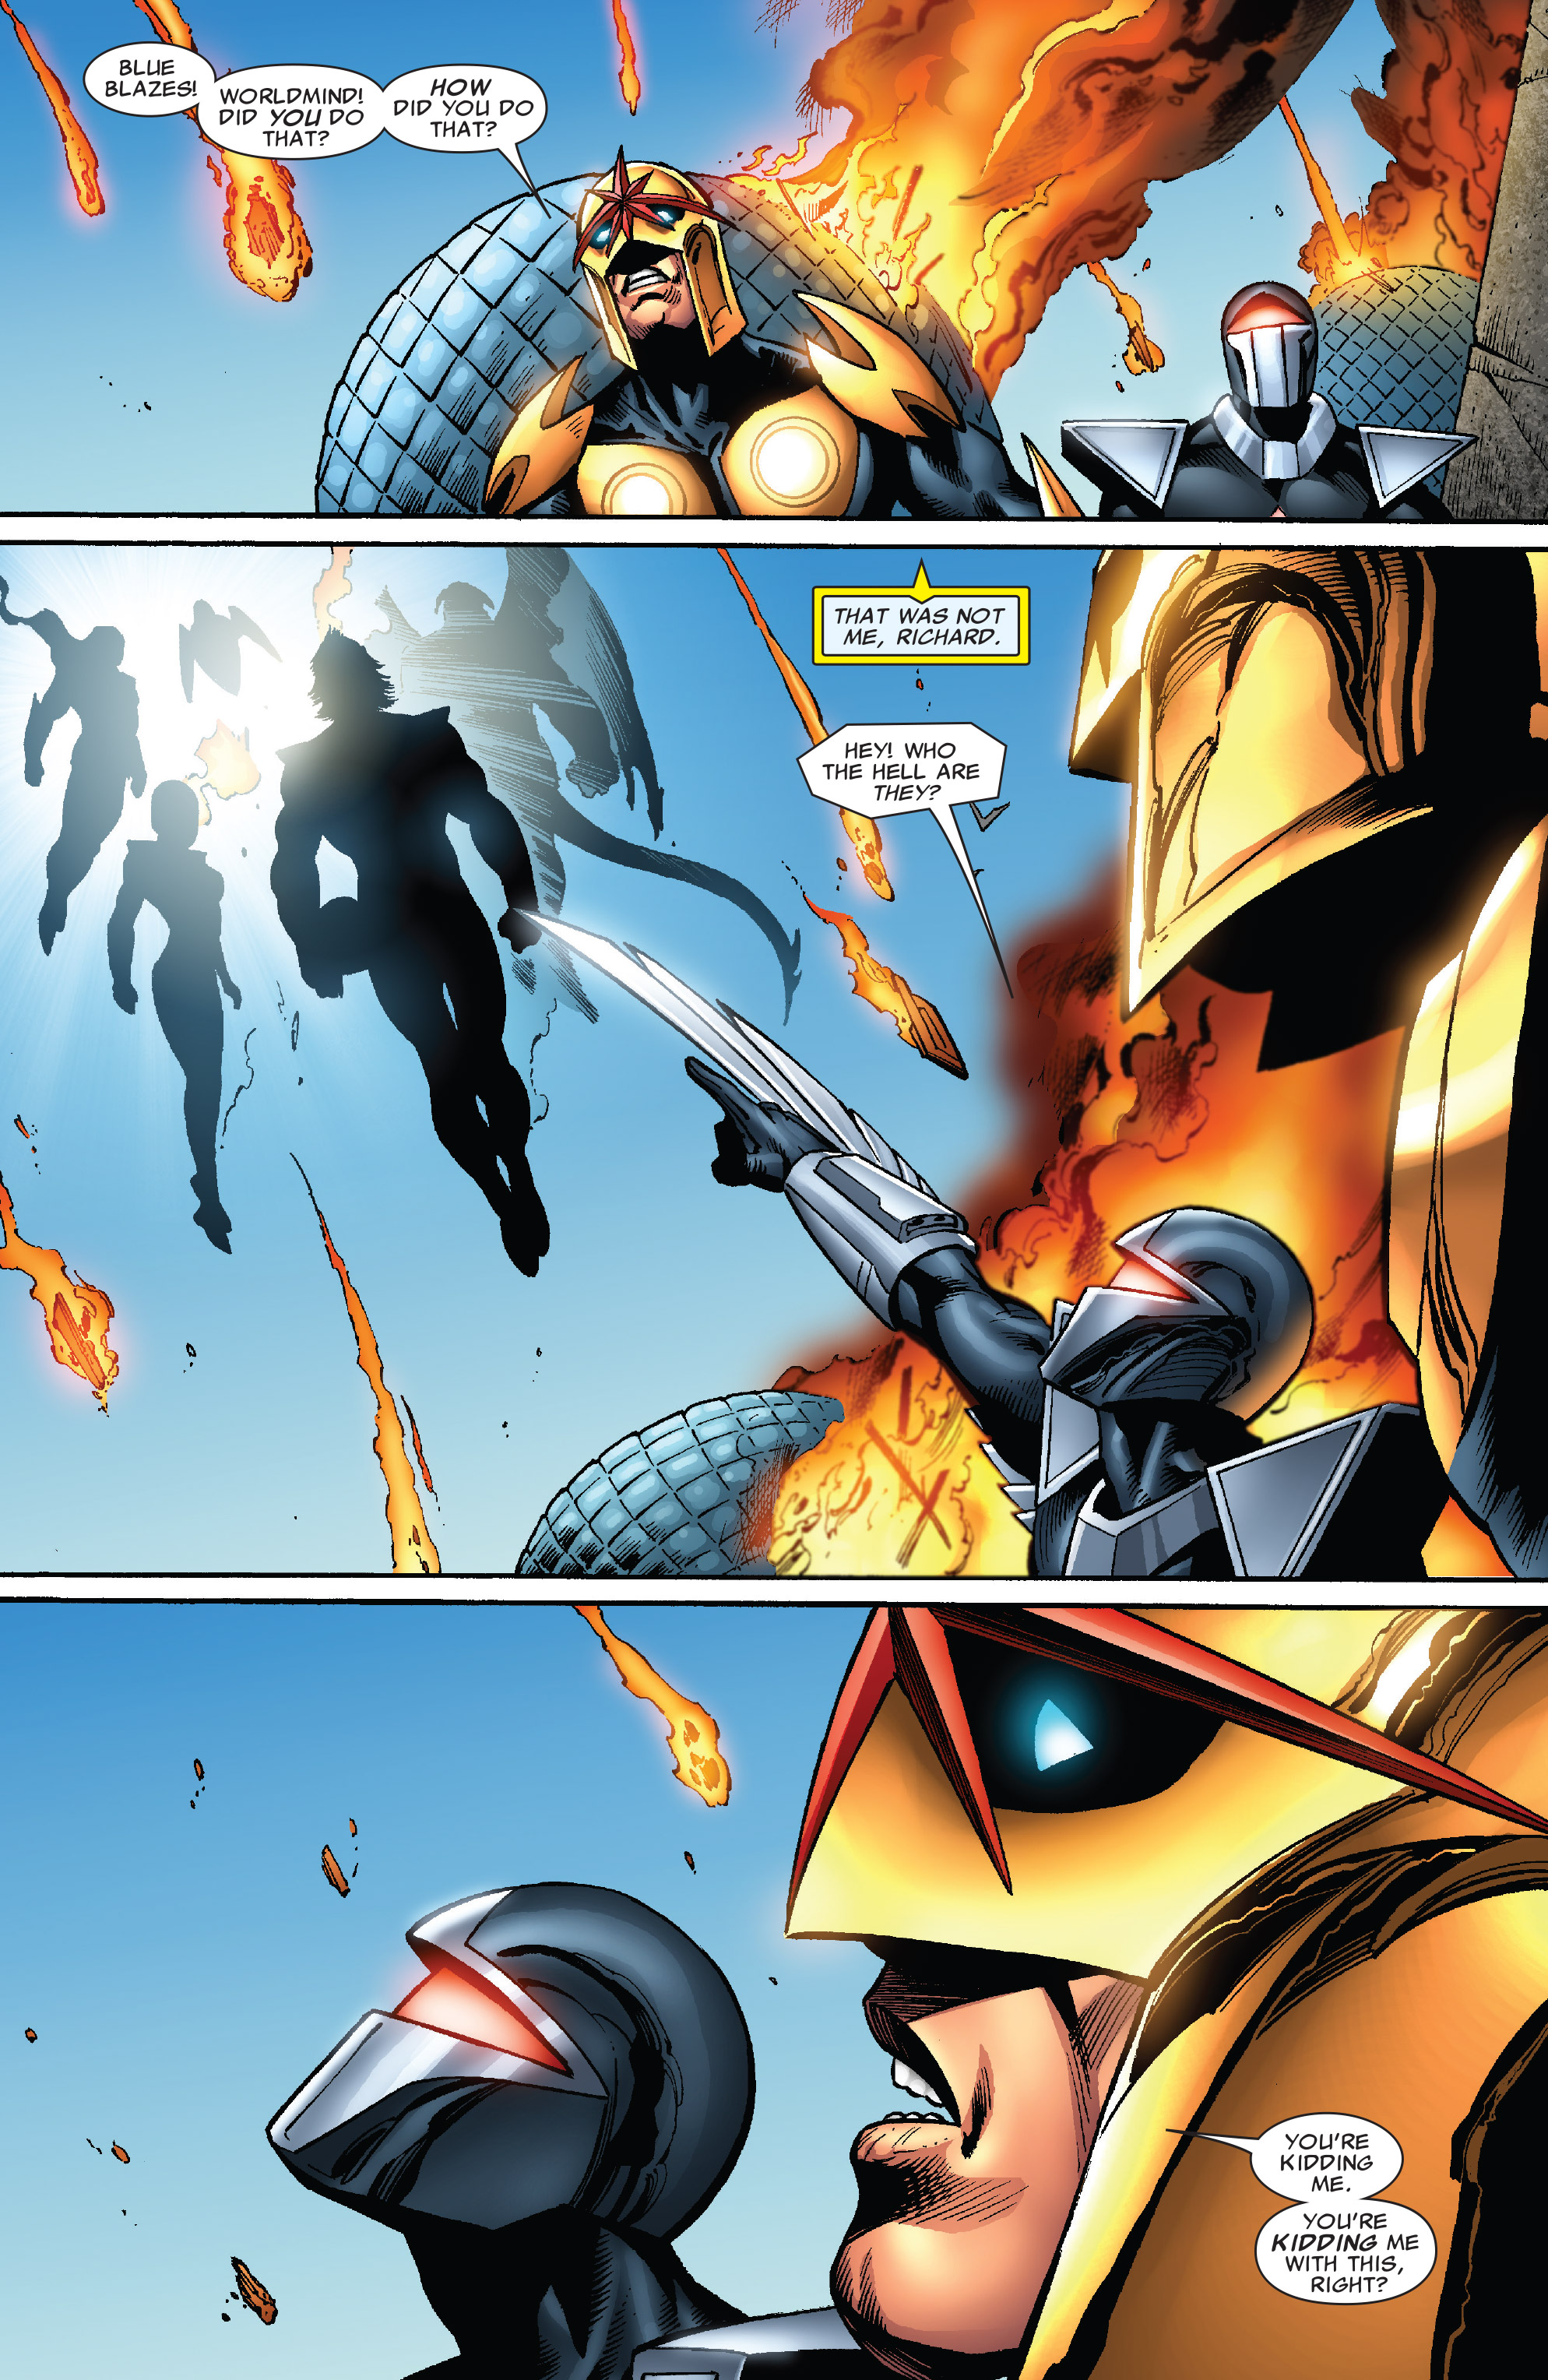 BLUE
BLAZES!
WORLDMIND!
DID YOU DO
THAT?
HOW
DID YOU DO
THAT?
THAT WAS NOT
ME, RICHARD.
HEY! WHO
THE HELL ARE
THEY?
YOU'RE
KIDDING
ME.
YOU'RE
KIDDING ME
WITH THIS,
RIGHT?